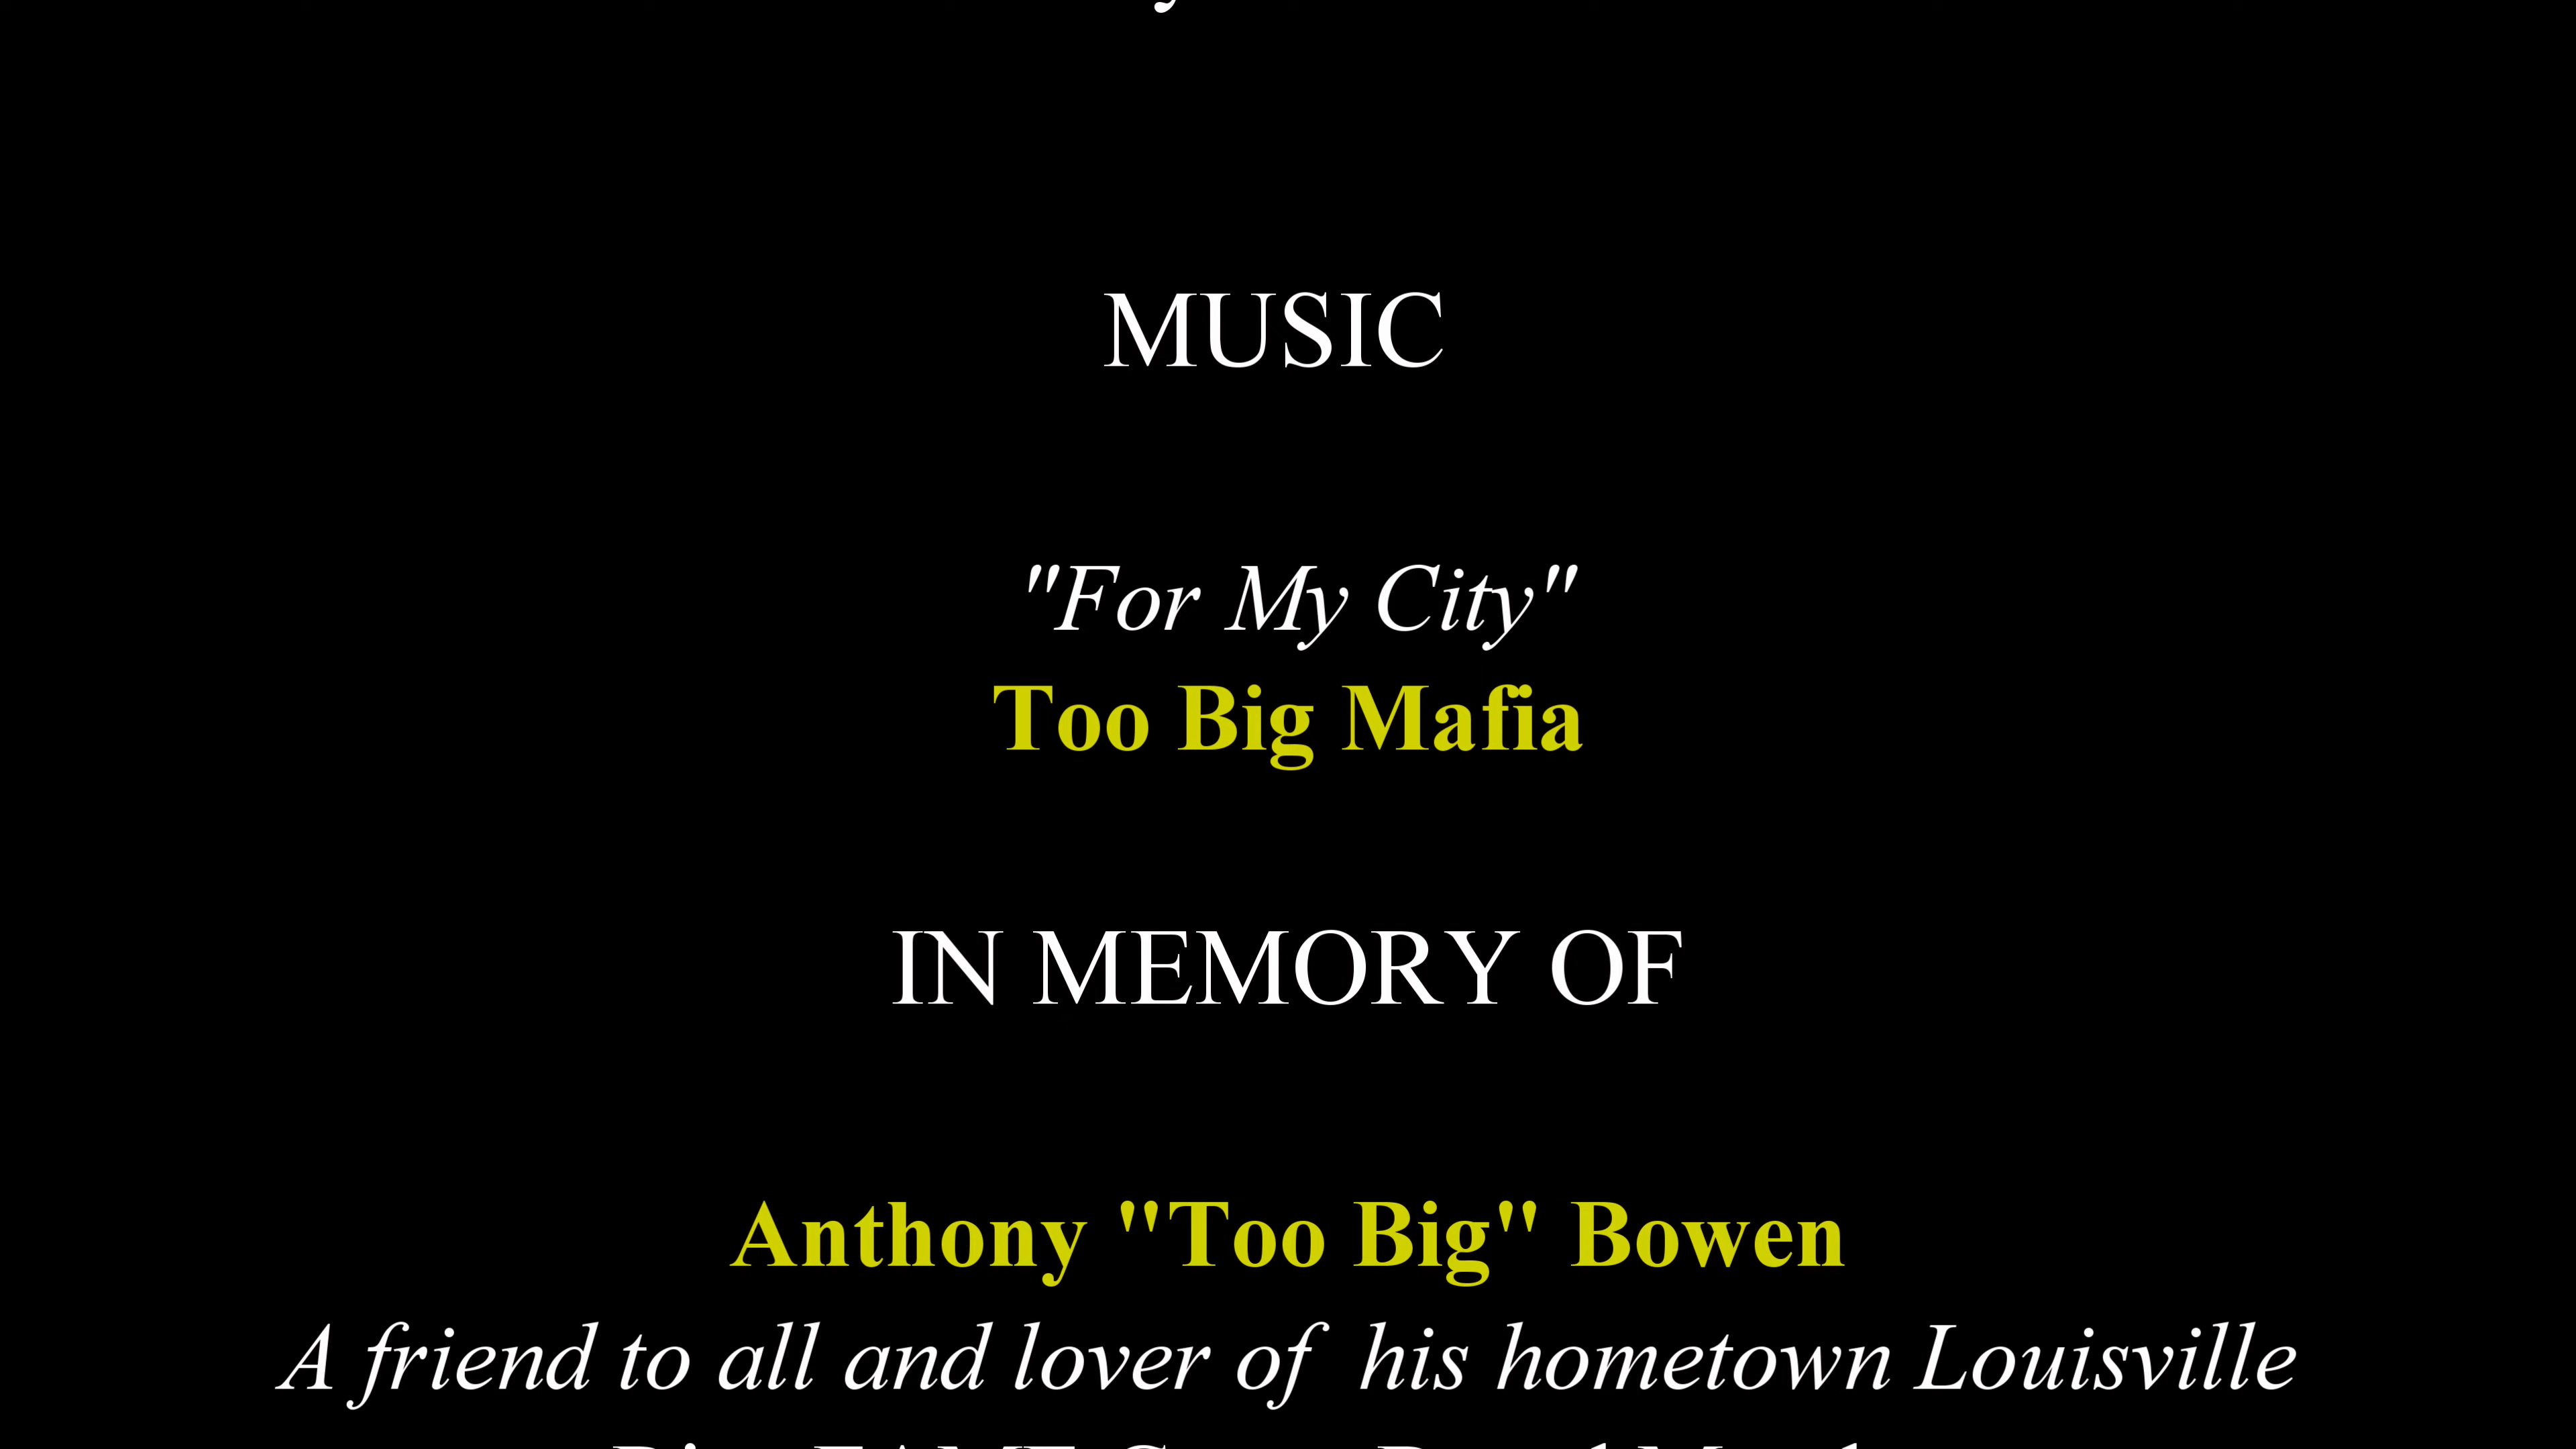 MUSIC
"For My City"
Too Big Mafia
IN MEMORY OF
Anthony "Too Big" Bowen
A friend to all and lover of his hometown Louisville